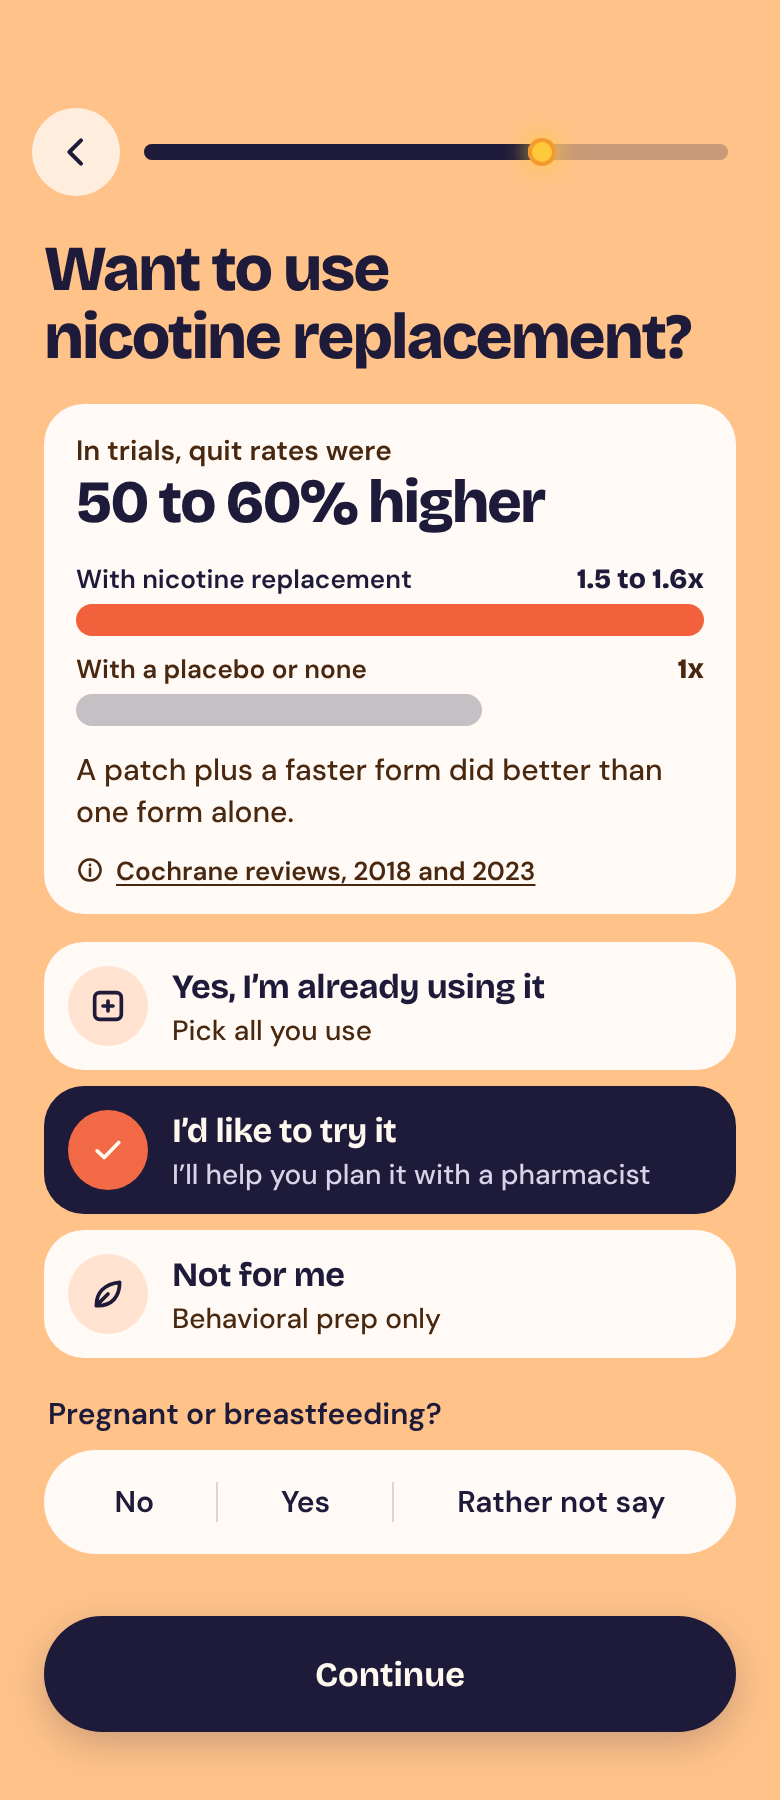 Want to use
nicotine replacement?
In trials, quit rates were
50 to 60% higher
With nicotine replacement 1.5 to 1.6x
With a placebo or none 1x
A patch plus a faster form did better than
one form alone.
Cochrane reviews, 2018 and 2023
Yes, I’m already using it
Pick all you use
I’d like to try it
I’ll help you plan it with a pharmacist
Not for me
Behavioral prep only
Pregnant or breastfeeding?
No Yes Rather not say
Continue